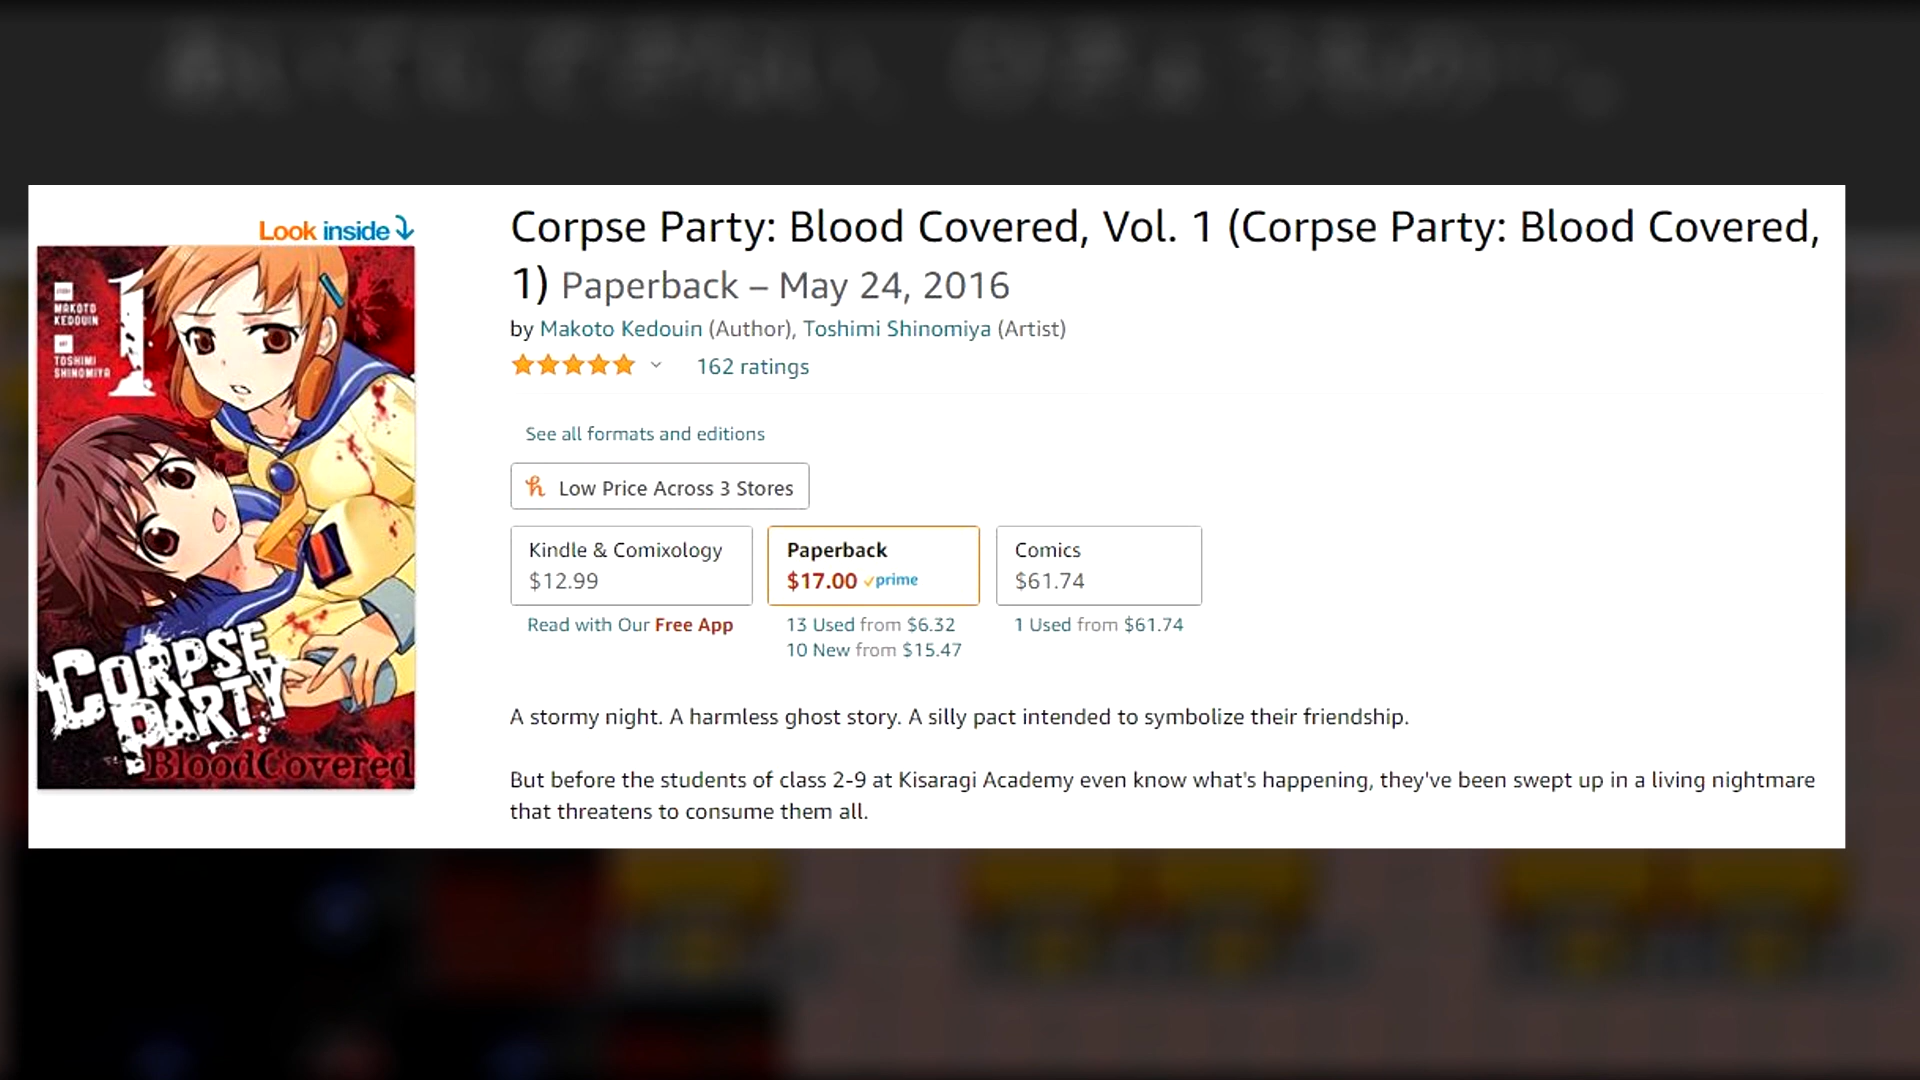 Look inside
STORY
MAKOTO
KEDOUIN
ART
TOSHIMI
SHINOMIYA
1
CORPSE
PARTY
BloodCovered
Corpse Party: Blood Covered, Vol. 1 (Corpse Party: Blood Covered,
1) Paperback – May 24, 2016
by Makoto Kedouin (Author), Toshimi Shinomiya (Artist)
162 ratings
See all formats and editions
Low Price Across 3 Stores
Kindle & Comixology
$12.99
Read with Our Free App
Paperback
$17.00 prime
13 Used from $6.32
10 New from $15.47
Comics
$61.74
1 Used from $61.74
A stormy night. A harmless ghost story. A silly pact intended to symbolize their friendship.
But before the students of class 2-9 at Kisaragi Academy even know what's happening, they've been swept up in a living nightmare
that threatens to consume them all.